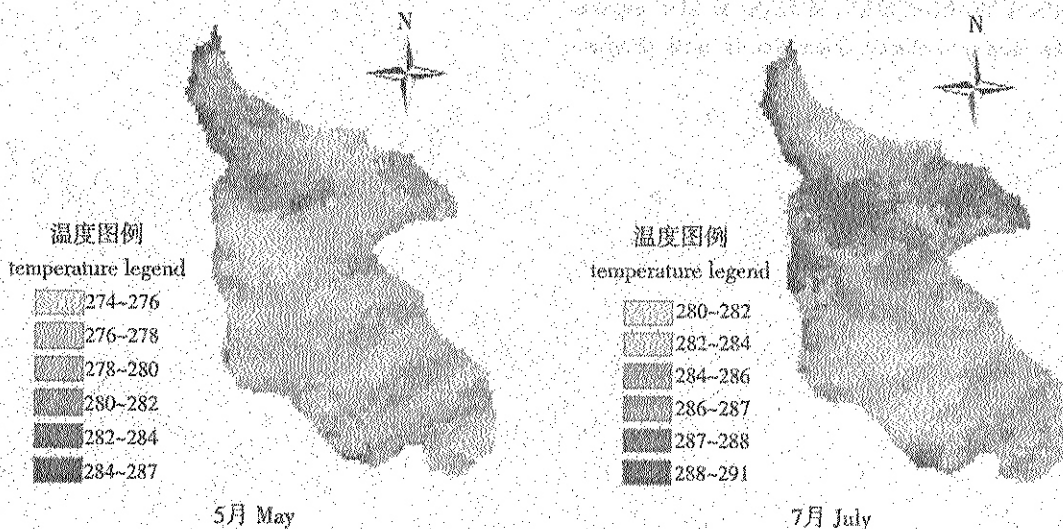 N
温度图例
temperature legend
274~276
276~278
278~280
280~282
282~284
284~287
5月 May
N
温度图例
temperature legend
280~282
282~284
284~286
286~287
287~288
288~291
7月 July